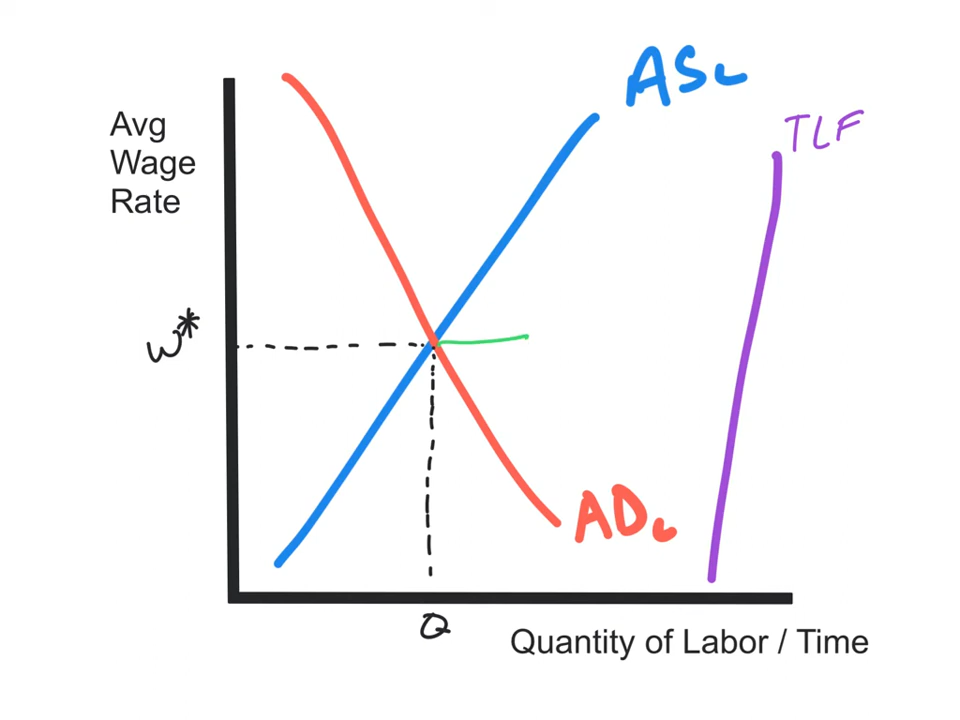 ASL
TLF
Avg
Wage
Rate
W*
ADL
Q
Quantity of Labor / Time